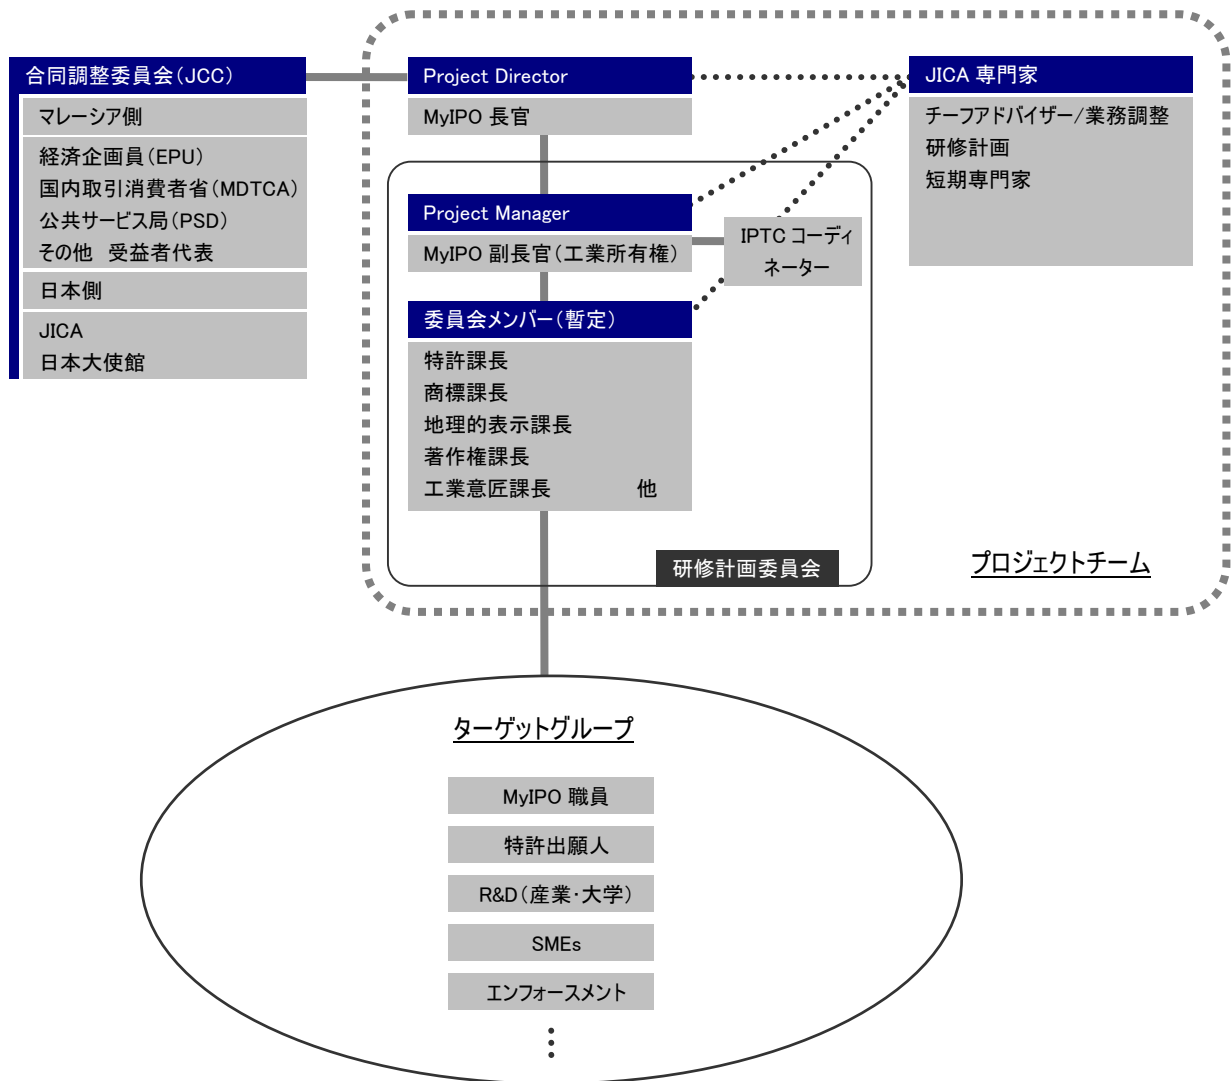 合同調整委員会（JCC）
マレーシア側
経済企画員（EPU）
国内取引消費者省（MDTCA）
公共サービス局（PSD）
その他　受益者代表
日本側
JICA
日本大使館
Project Director
MyIPO 長官
Project Manager
MyIPO 副長官（工業所有権）
IPTC コーディ
ネーター
委員会メンバー（暫定）
特許課長
商標課長
地理的表示課長
著作権課長
工業意匠課長　　　　他
研修計画委員会
JICA 専門家
チーフアドバイザー/業務調整
研修計画
短期専門家
プロジェクトチーム
ターゲットグループ
MyIPO 職員
特許出願人
R&D（産業・大学）
SMEs
エンフォースメント